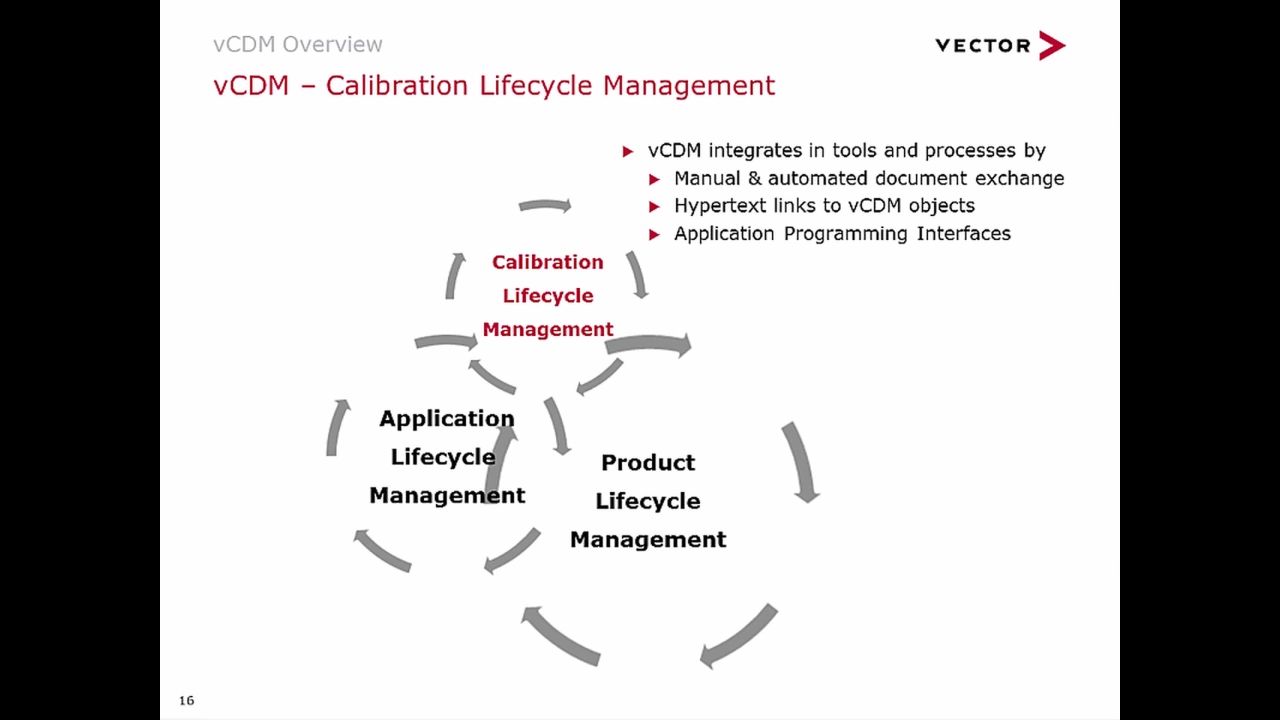 vCDM Overview
VECTOR
vCDM – Calibration Lifecycle Management
vCDM integrates in tools and processes by
Manual & automated document exchange
Hypertext links to vCDM objects
Application Programming Interfaces
Calibration
Lifecycle
Management
Application
Lifecycle
Management
Product
Lifecycle
Management
16